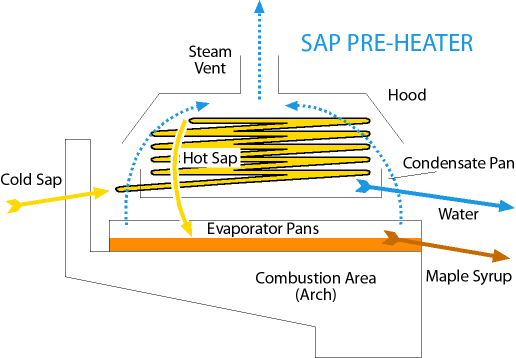 SAP PRE-HEATER
Steam
Vent
Hood
Hot Sap
Condensate Pan
Cold Sap
Water
Evaporator Pans
Maple Syrup
Combustion Area
(Arch)